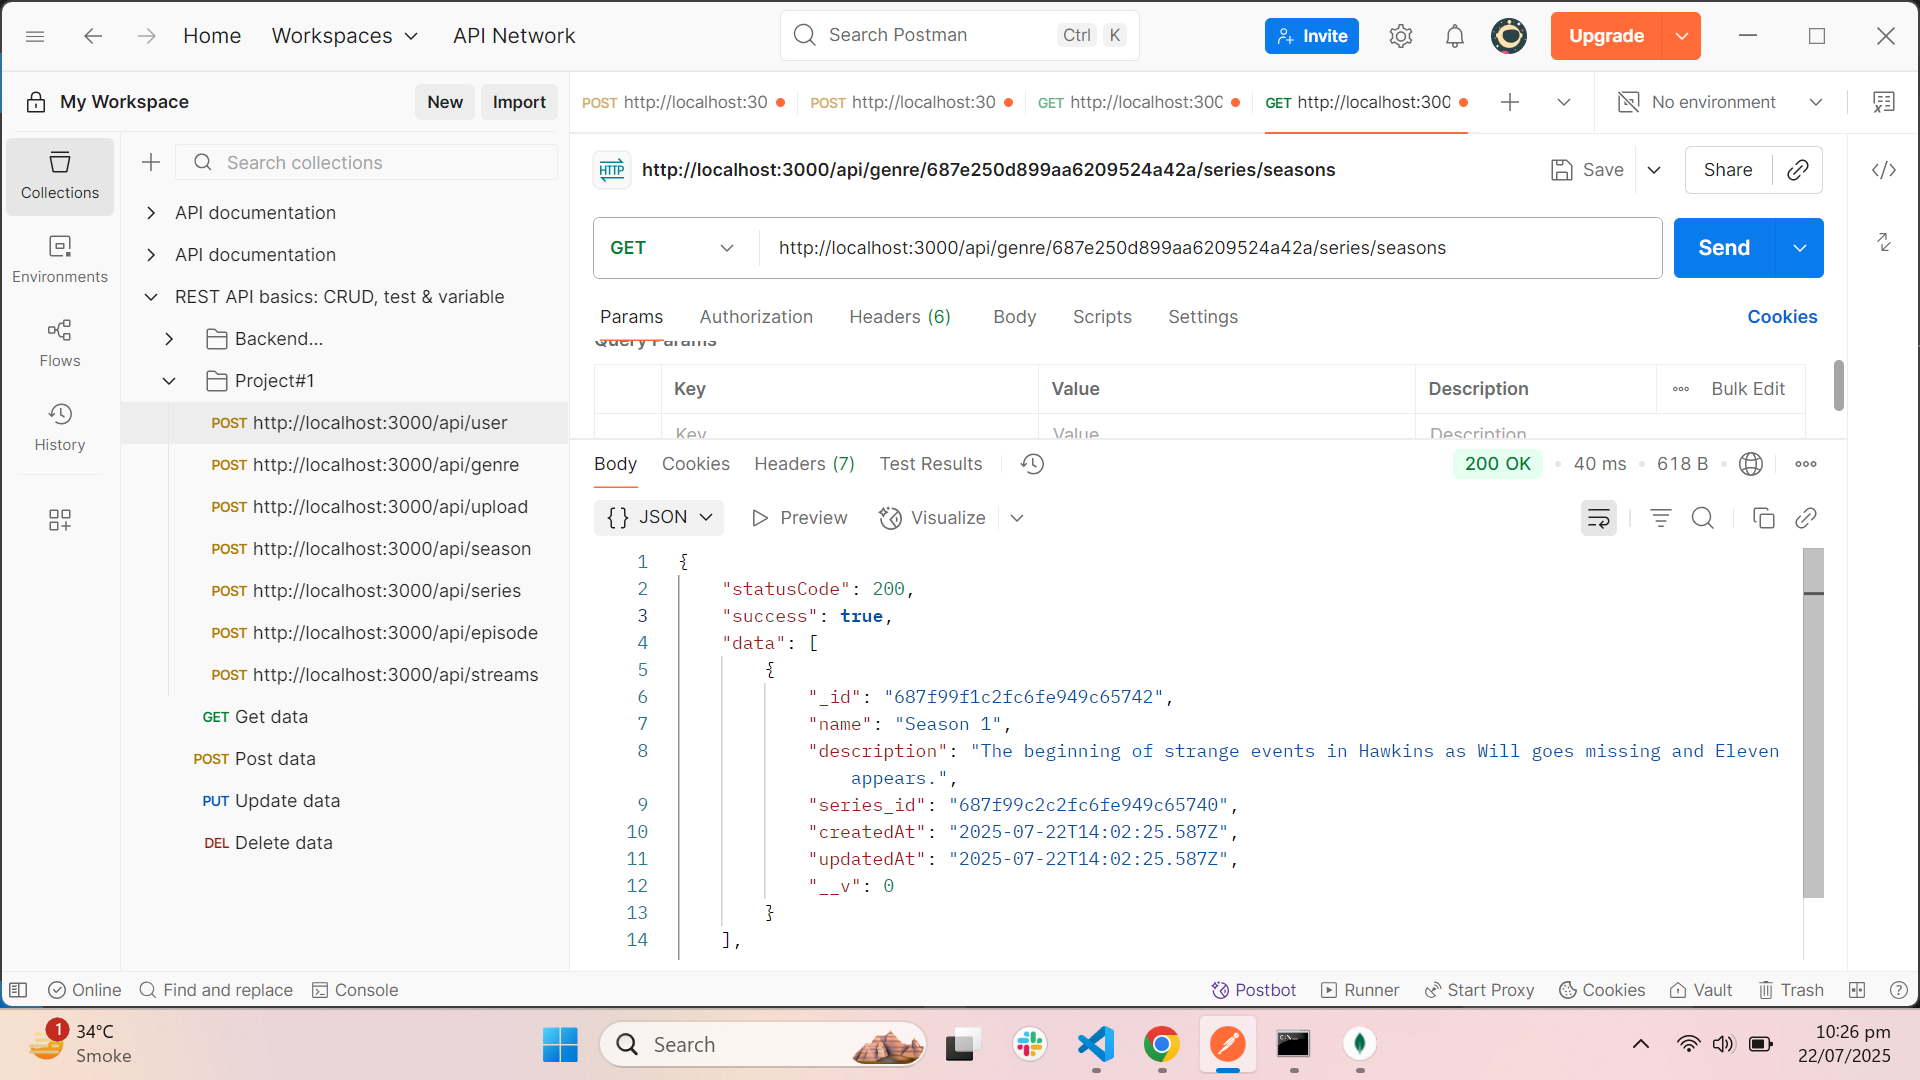 Home
Workspaces
API Network
Search Postman
Ctrl K
Invite
Upgrade
My Workspace
New
Import
POST http://localhost:30
POST http://localhost:30
GET http://localhost:300
GET http://localhost:300
No environment
Collections
Environments
Flows
History
Search collections
API documentation
API documentation
REST API basics: CRUD, test & variable
Backend...
Project#1
POST http://localhost:3000/api/user
POST http://localhost:3000/api/genre
POST http://localhost:3000/api/upload
POST http://localhost:3000/api/season
POST http://localhost:3000/api/series
POST http://localhost:3000/api/episode
POST http://localhost:3000/api/streams
GET Get data
POST Post data
PUT Update data
DEL Delete data
HTTP http://localhost:3000/api/genre/687e250d899aa6209524a42a/series/seasons
Save
Share
GET
http://localhost:3000/api/genre/687e250d899aa6209524a42a/series/seasons
Send
Params
Authorization
Headers (6)
Body
Scripts
Settings
Cookies
Query Params
Key
Value
Description
Bulk Edit
Key
Value
Description
Body
Cookies
Headers (7)
Test Results
200 OK
40 ms
618 B
{} JSON
Preview
Visualize
1 {
2 "statusCode": 200,
3 "success": true,
4 "data": [
5 {
6 "_id": "687f99f1c2fc6fe949c65742",
7 "name": "Season 1",
8 "description": "The beginning of strange events in Hawkins as Will goes missing and Eleven
appears.",
9 "series_id": "687f99c2c2fc6fe949c65740",
10 "createdAt": "2025-07-22T14:02:25.587Z",
11 "updatedAt": "2025-07-22T14:02:25.587Z",
12 "__v": 0
13 }
14 ],
Online
Find and replace
Console
Postbot
Runner
Start Proxy
Cookies
Vault
Trash
1
34°C
Smoke
Search
10:26 pm
22/07/2025